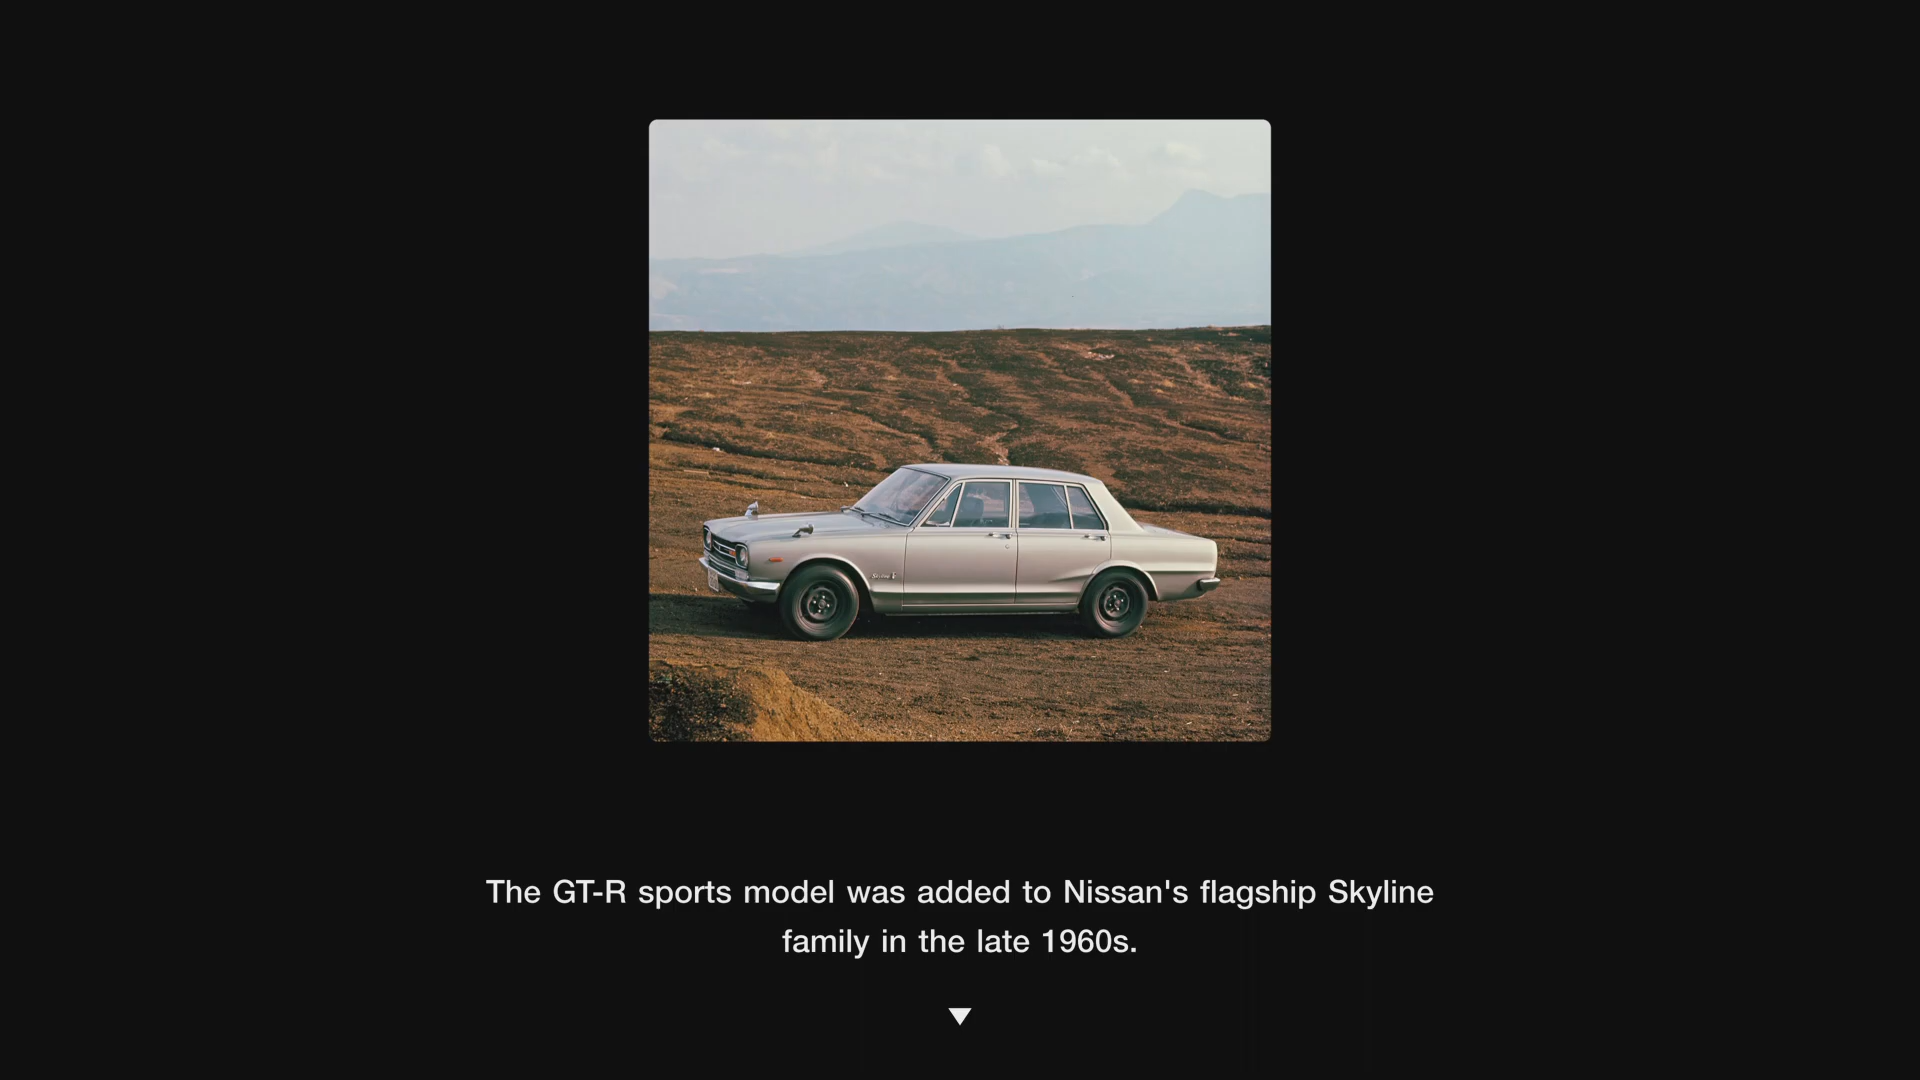 The GT-R sports model was added to Nissan's flagship Skyline
family in the late 1960s.